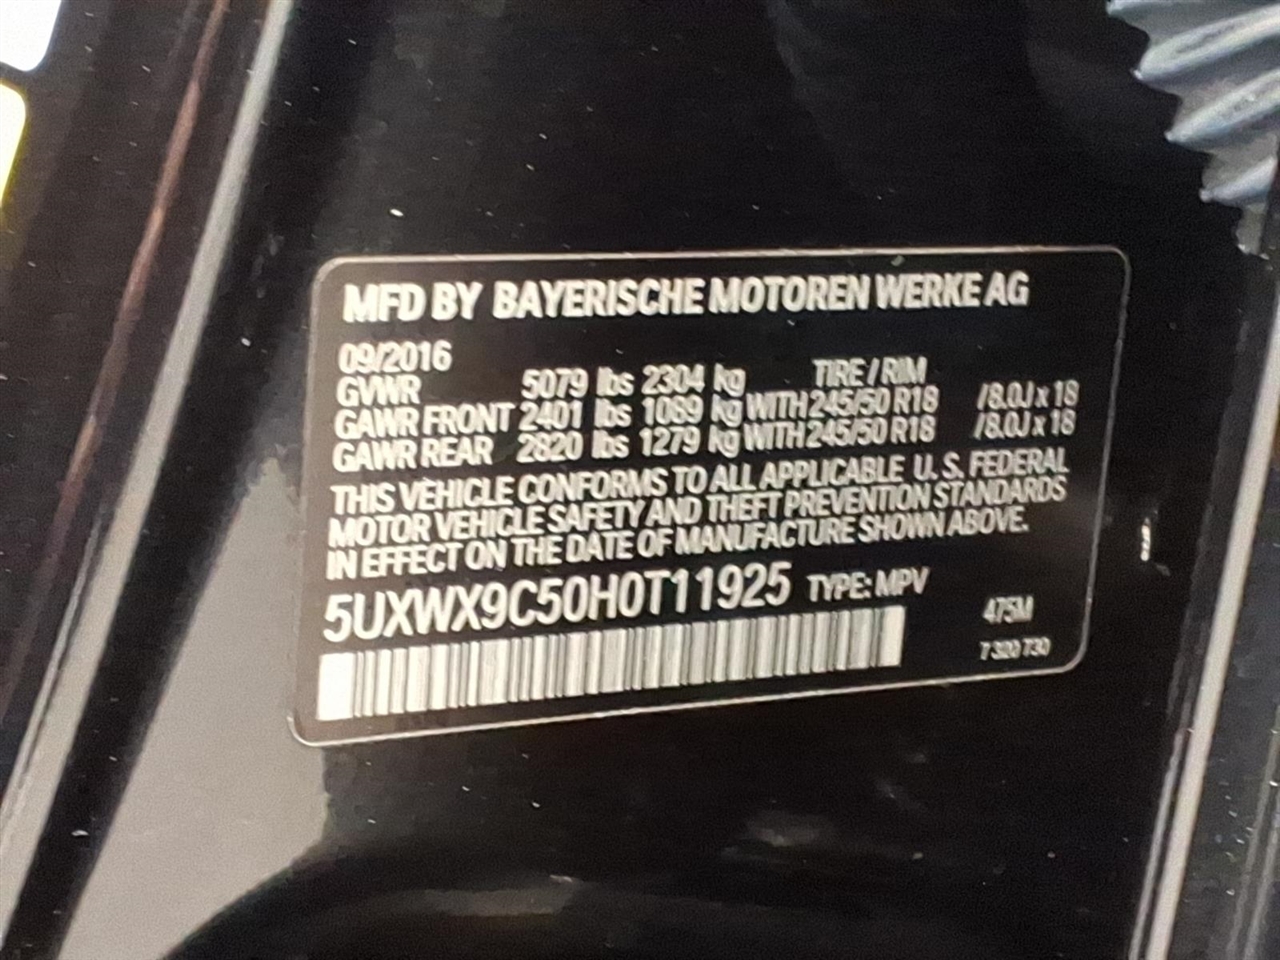 MFD BY BAYERISCHE MOTOREN WERKE AG
09/2016
GVWR 5079 lbs 2304 kg TIRE / RIM
GAWR FRONT 2401 lbs 1089 kg WITH 245/50 R18 / 8.0J x 18
GAWR REAR 2820 lbs 1279 kg WITH 245/50 R18 / 8.0J x 18
THIS VEHICLE CONFORMS TO ALL APPLICABLE U. S. FEDERAL
MOTOR VEHICLE SAFETY AND THEFT PREVENTION STANDARDS
IN EFFECT ON THE DATE OF MANUFACTURE SHOWN ABOVE.
5UXWX9C50H0T11925 TYPE: MPV
475M
7 320 730